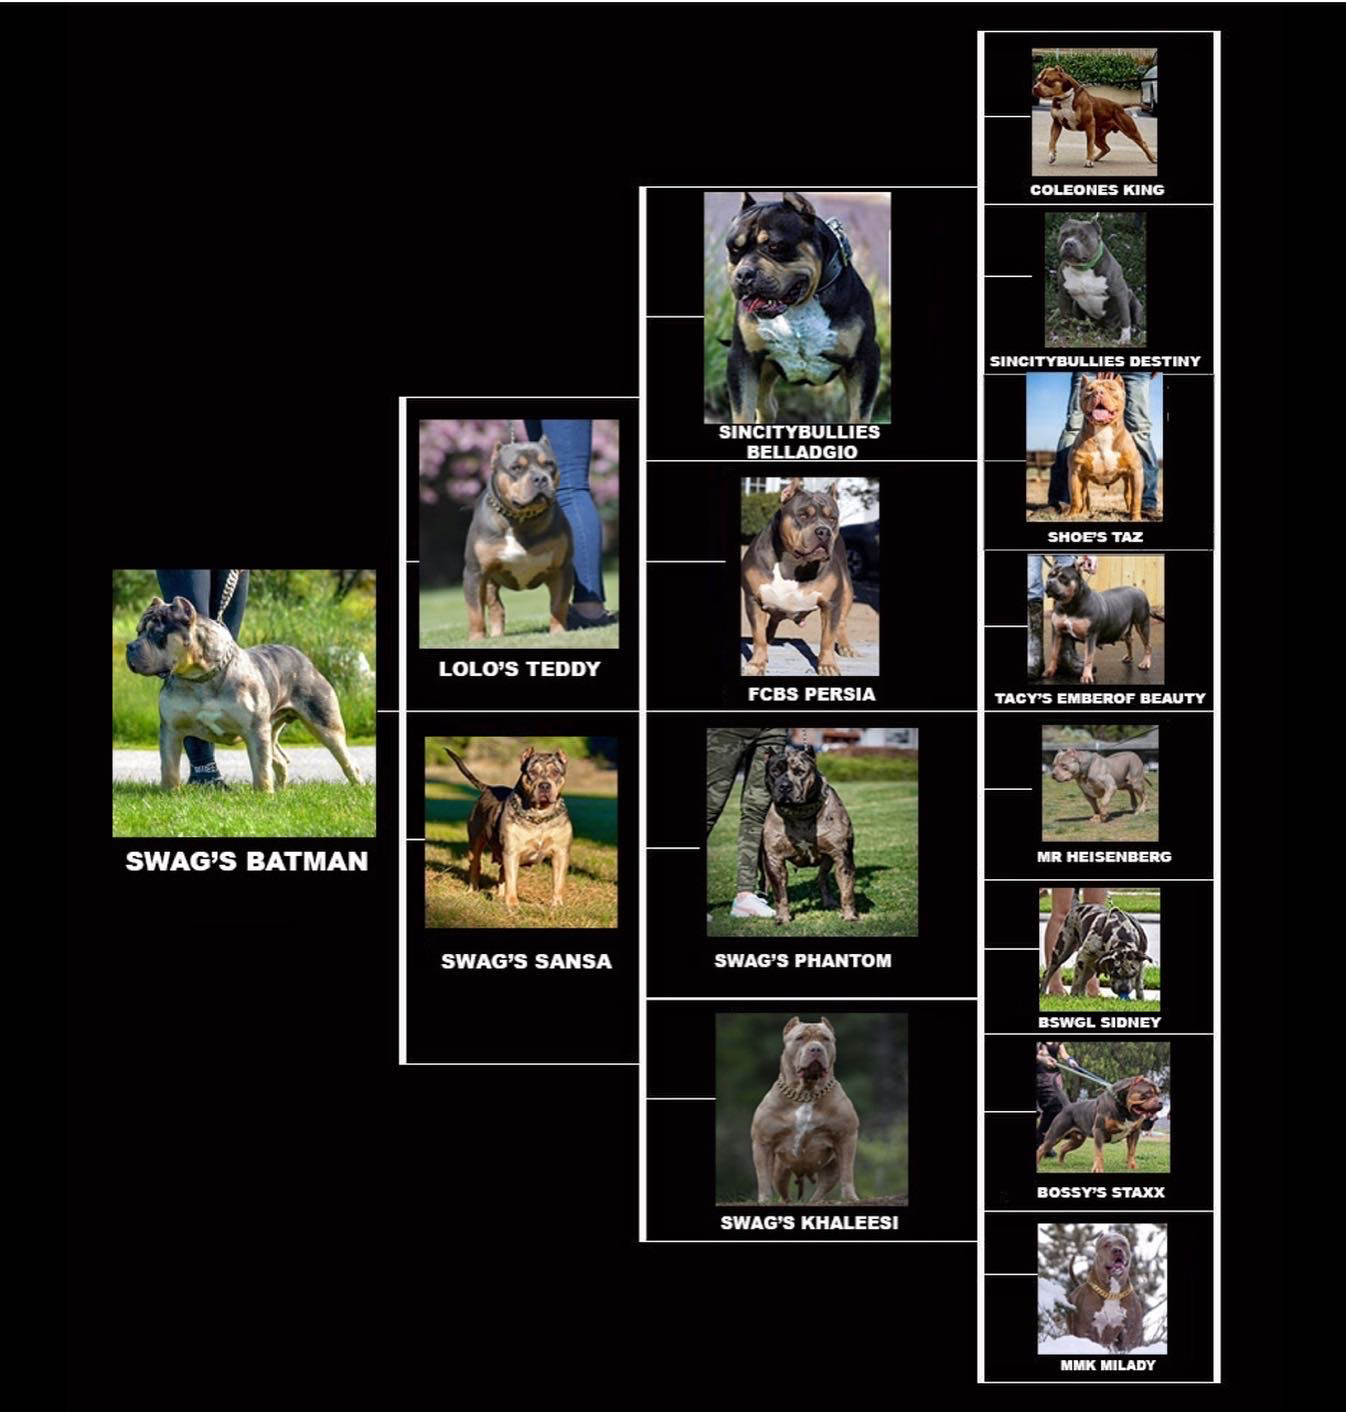 COLEONES KING
SINCITYBULLIES DESTINY
SINCITYBULLIES
BELLADGIO
SHOE'S TAZ
LOLO'S TEDDY
FCBS PERSIA
TACY'S EMBEROF BEAUTY
SWAG'S BATMAN
MR HEISENBERG
SWAG'S SANSA
SWAG'S PHANTOM
BSWGL SIDNEY
BOSSY'S STAXX
SWAG'S KHALEESI
MMK MILADY